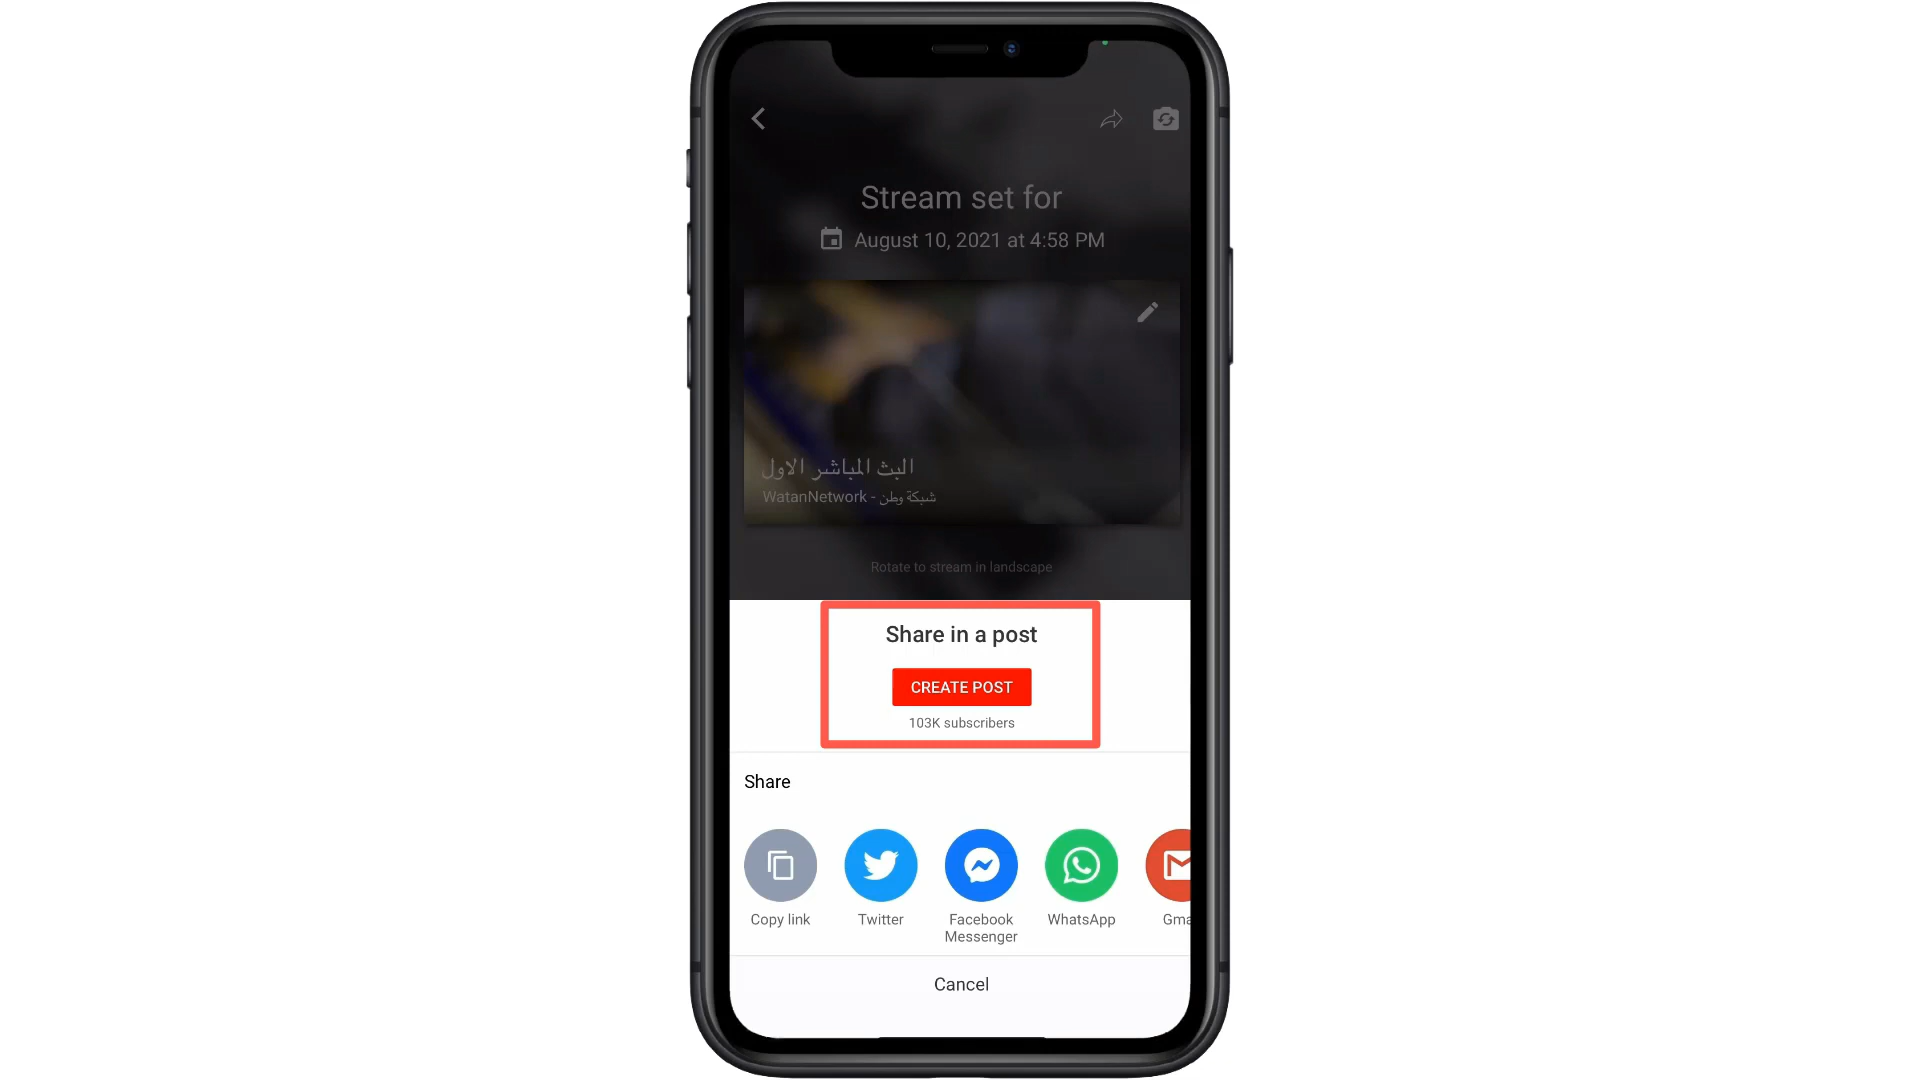 Stream set for
August 10, 2021 at 4:58 PM
البث المباشر الاول
WatanNetwork - شبكة وطن
Rotate to stream in landscape
Share in a post
CREATE POST
103K subscribers
Share
Copy link
Twitter
Facebook Messenger
WhatsApp
Gma
Cancel